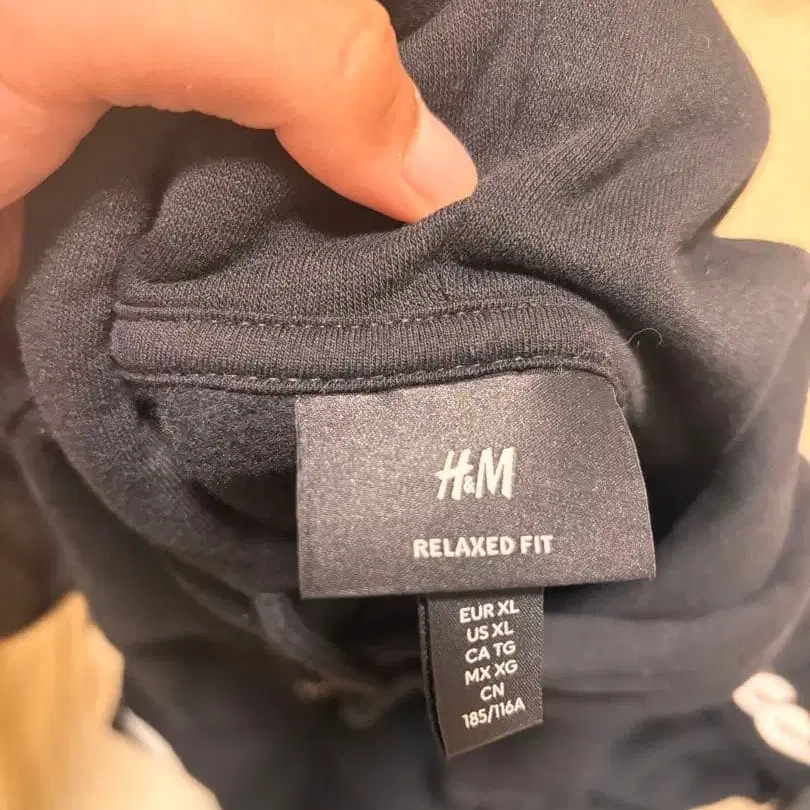 H&M
RELAXED FIT
EUR XL
US XL
CA TG
MX XG
CN
185/116A